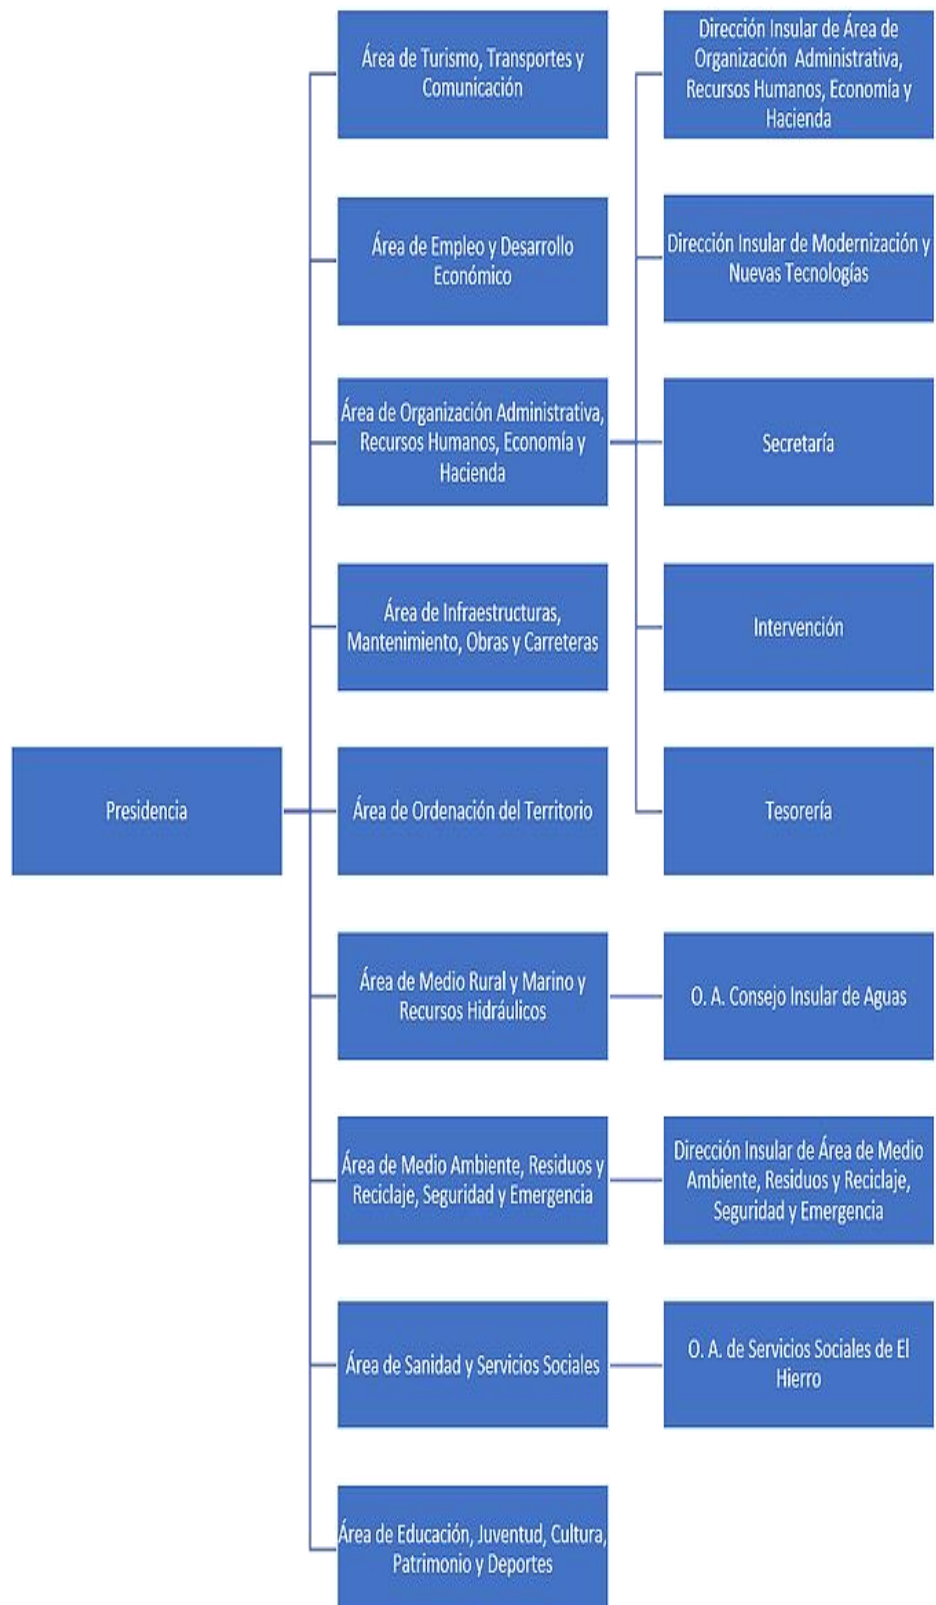 Presidencia
Área de Turismo, Transportes y
Comunicación
Área de Empleo y Desarrollo
Económico
Área de Organización Administrativa,
Recursos Humanos, Economía y
Hacienda
Dirección Insular de Área de
Organización Administrativa,
Recursos Humanos, Economía y
Hacienda
Dirección Insular de Modernización y
Nuevas Tecnologías
Secretaría
Intervención
Tesorería
Área de Infraestructuras,
Mantenimiento, Obras y Carreteras
Área de Ordenación del Territorio
Área de Medio Rural y Marino y
Recursos Hidráulicos
O. A. Consejo Insular de Aguas
Área de Medio Ambiente, Residuos y
Reciclaje, Seguridad y Emergencia
Dirección Insular de Área de Medio
Ambiente, Residuos y Reciclaje,
Seguridad y Emergencia
Área de Sanidad y Servicios Sociales
O. A. de Servicios Sociales de El
Hierro
Área de Educación, Juventud, Cultura,
Patrimonio y Deportes